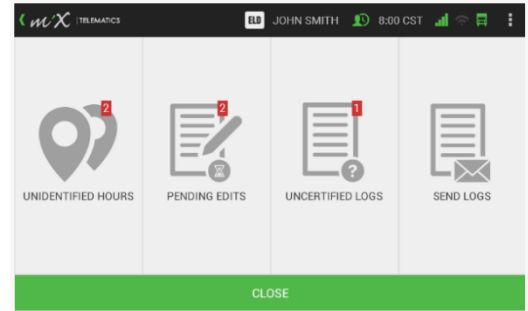 miX TELEMATICS ELD JOHN SMITH 8:00 CST
2 2 1
?
UNIDENTIFIED HOURS PENDING EDITS UNCERTIFIED LOGS SEND LOGS
CLOSE